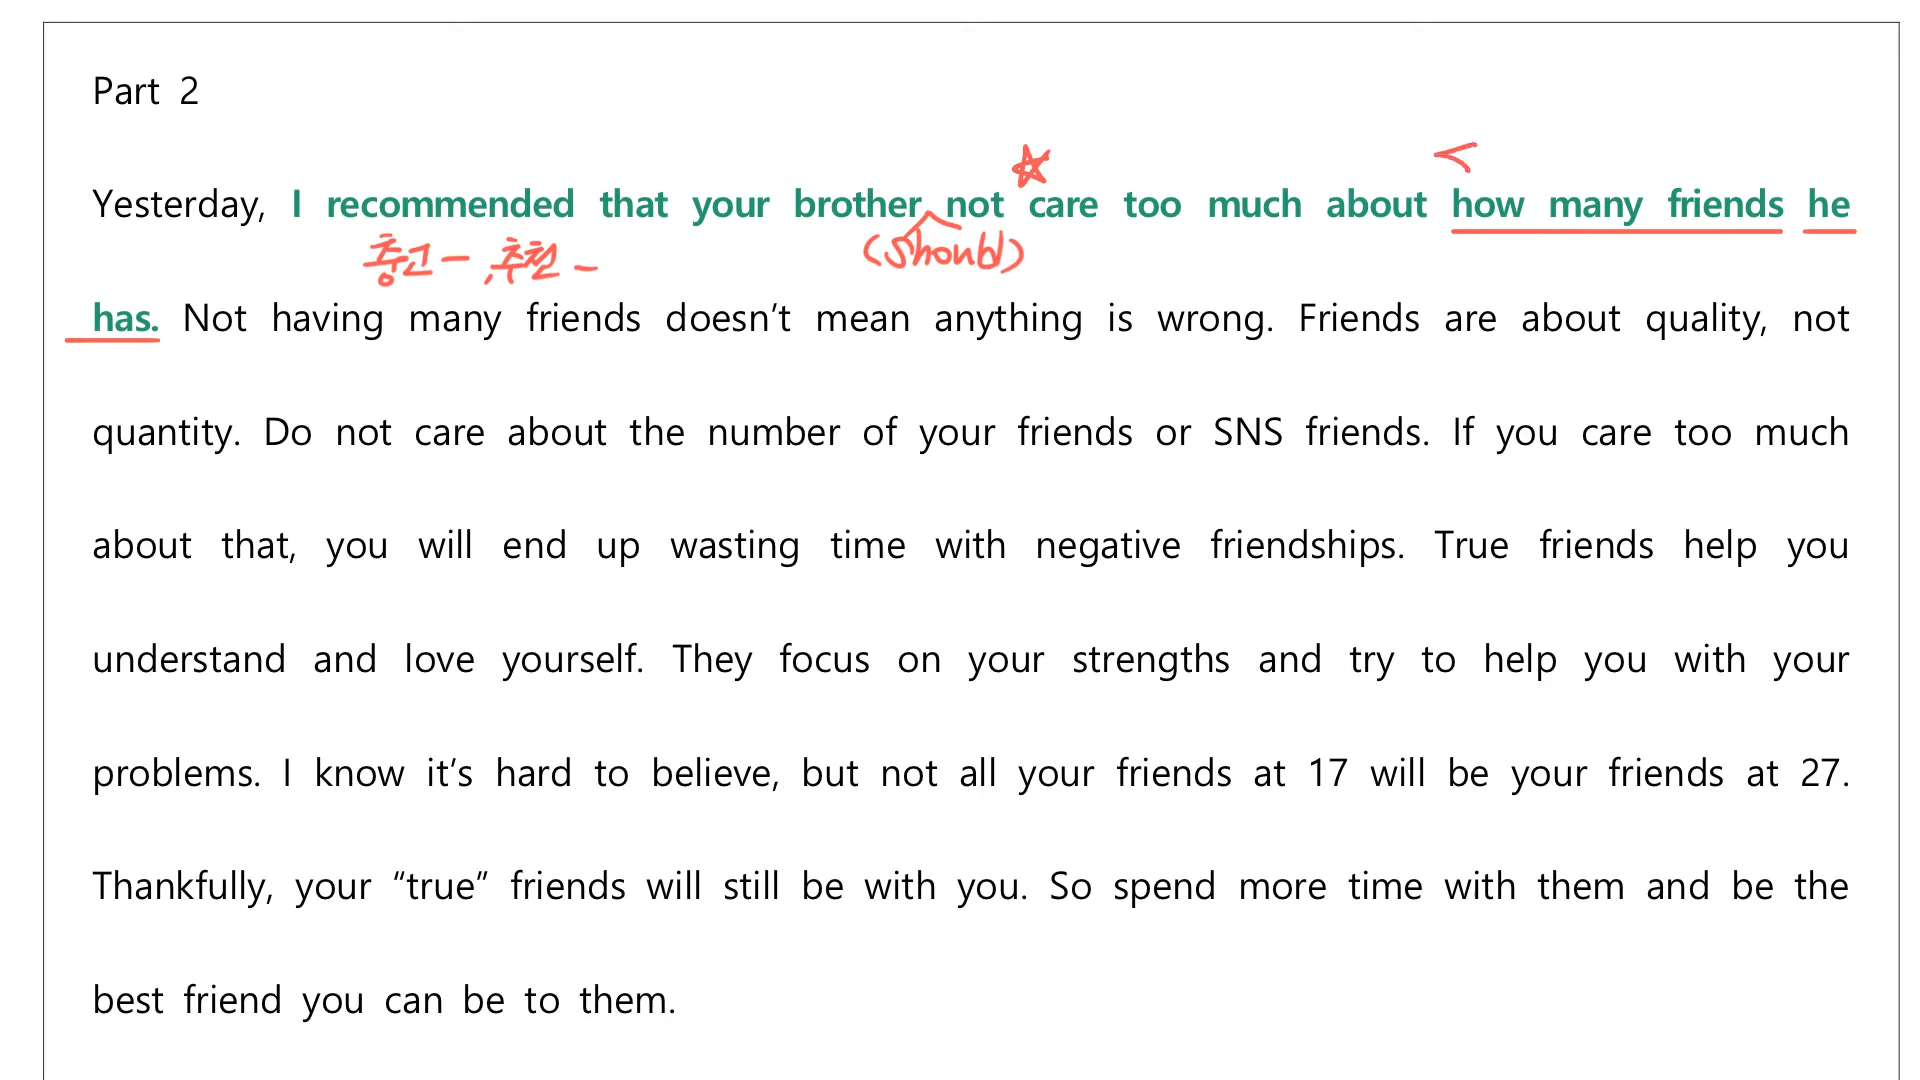 Part 2
Yesterday, I recommended that your brother not care too much about how many friends he
충고 - , 추천 - (should)
has. Not having many friends doesn’t mean anything is wrong. Friends are about quality, not
quantity. Do not care about the number of your friends or SNS friends. If you care too much
about that, you will end up wasting time with negative friendships. True friends help you
understand and love yourself. They focus on your strengths and try to help you with your
problems. I know it’s hard to believe, but not all your friends at 17 will be your friends at 27.
Thankfully, your “true” friends will still be with you. So spend more time with them and be the
best friend you can be to them.